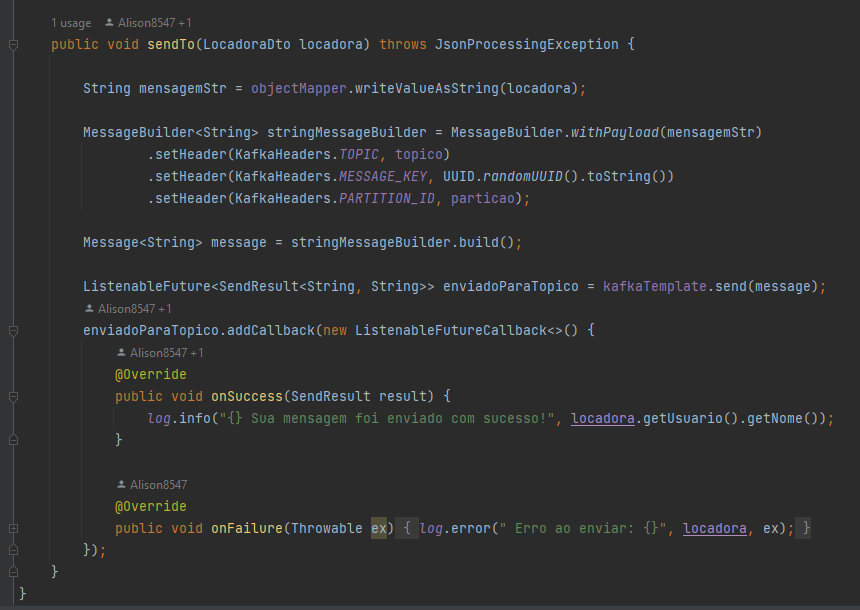 1 usage Alison8547 +1
public void sendTo(LocadoraDto locadora) throws JsonProcessingException {
String mensagemStr = objectMapper.writeValueAsString(locadora);
MessageBuilder<String> stringMessageBuilder = MessageBuilder.withPayload(mensagemStr)
.setHeader(KafkaHeaders.TOPIC, topico)
.setHeader(KafkaHeaders.MESSAGE_KEY, UUID.randomUUID().toString())
.setHeader(KafkaHeaders.PARTITION_ID, particao);
Message<String> message = stringMessageBuilder.build();
ListenableFuture<SendResult<String, String>> enviadoParaTopico = kafkaTemplate.send(message);
Alison8547 +1
enviadoParaTopico.addCallback(new ListenableFutureCallback<>() {
Alison8547 +1
@Override
public void onSuccess(SendResult result) {
log.info("{} Sua mensagem foi enviado com sucesso!", locadora.getUsuario().getNome());
}
Alison8547
@Override
public void onFailure(Throwable ex) { log.error(" Erro ao enviar: {}", locadora, ex); }
});
}
}